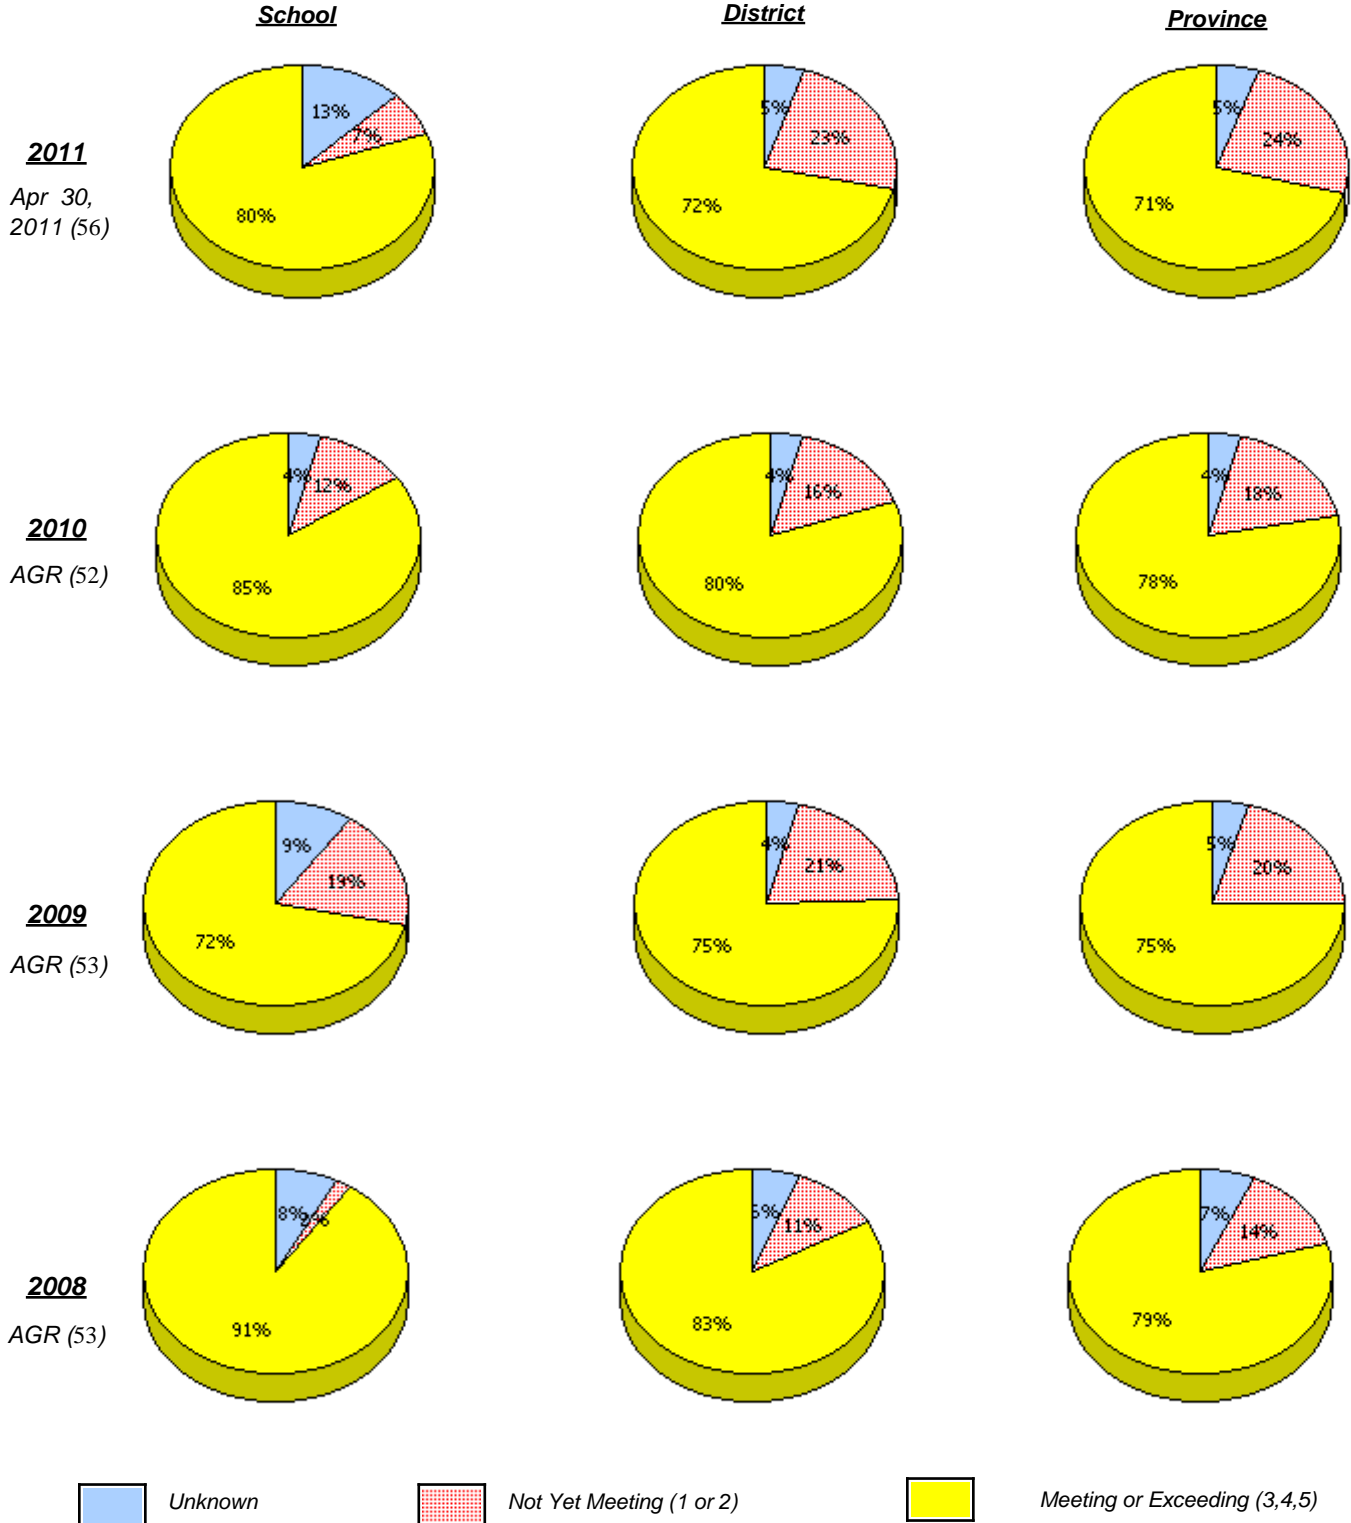 School District Province
2011
Apr 30,
2011 (56)
13% 7% 80%
5% 23% 72%
5% 24% 71%
2010
AGR (52)
4% 12% 85%
4% 16% 80%
4% 18% 78%
2009
AGR (53)
9% 19% 72%
4% 21% 75%
5% 20% 75%
2008
AGR (53)
8% 2% 91%
11% 83%
7% 14% 79%
Unknown Not Yet Meeting (1 or 2) Meeting or Exceeding (3,4,5)